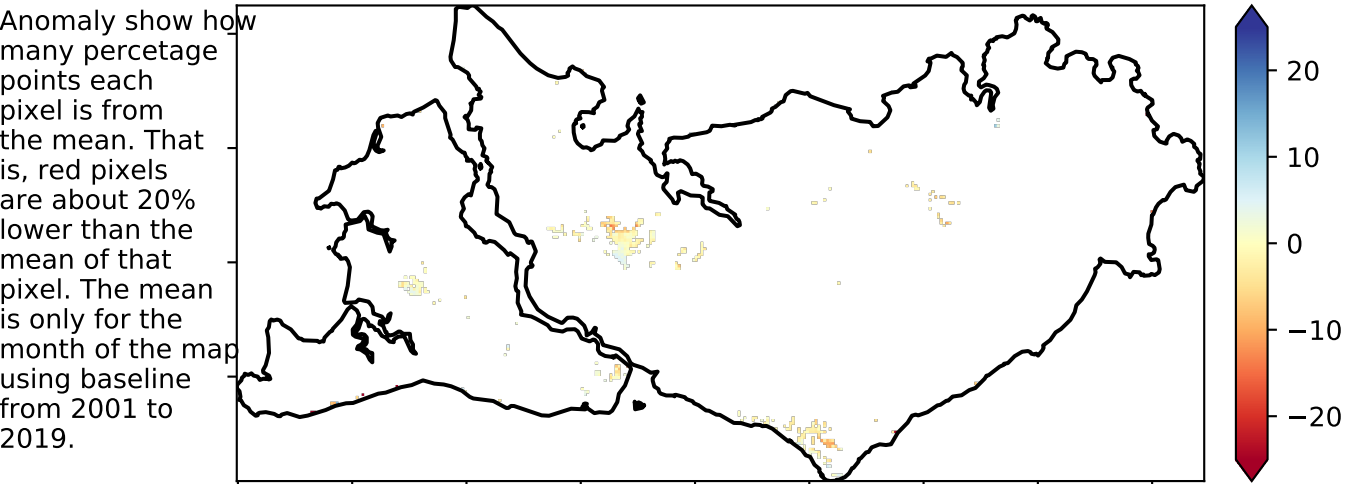 Anomaly show how
many percetage
points each
pixel is from
the mean. That
is, red pixels
are about 20%
lower than the
mean of that
pixel. The mean
is only for the
month of the map
using baseline
from 2001 to
2019.
20
10
0
−10
−20